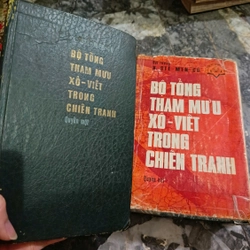 BỘ TỔNG
THAM MƯU
XÔ-VIẾT
TRONG
CHIẾN TRANH
Quyển một
BỘ TỔNG
THAM MƯU
XÔ-VIẾT
TRONG
CHIẾN TRANH